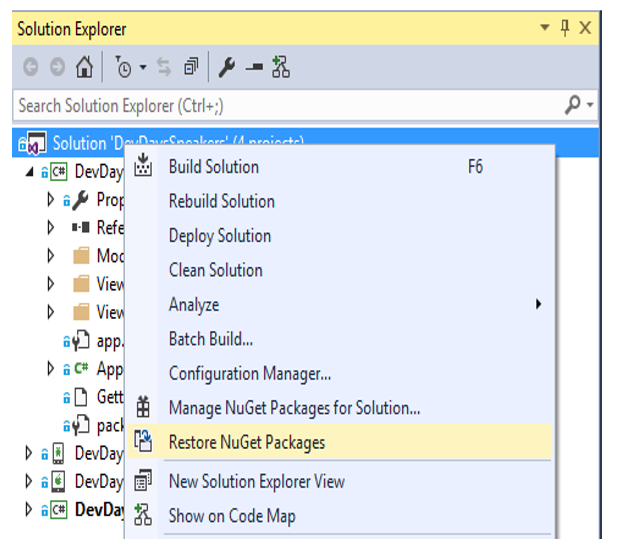 Solution Explorer
Search Solution Explorer (Ctrl+;)
Solution 'DevDaysSpeakers' (4 projects)
Build Solution F6
C# DevDay
Rebuild Solution
Prop
Refe
Deploy Solution
Moc
Clean Solution
View
Analyze
View
Batch Build...
app.
C# App
Configuration Manager...
Gett
Manage NuGet Packages for Solution...
pack
Restore NuGet Packages
DevDay
New Solution Explorer View
DevDay
C# DevDay
Show on Code Map